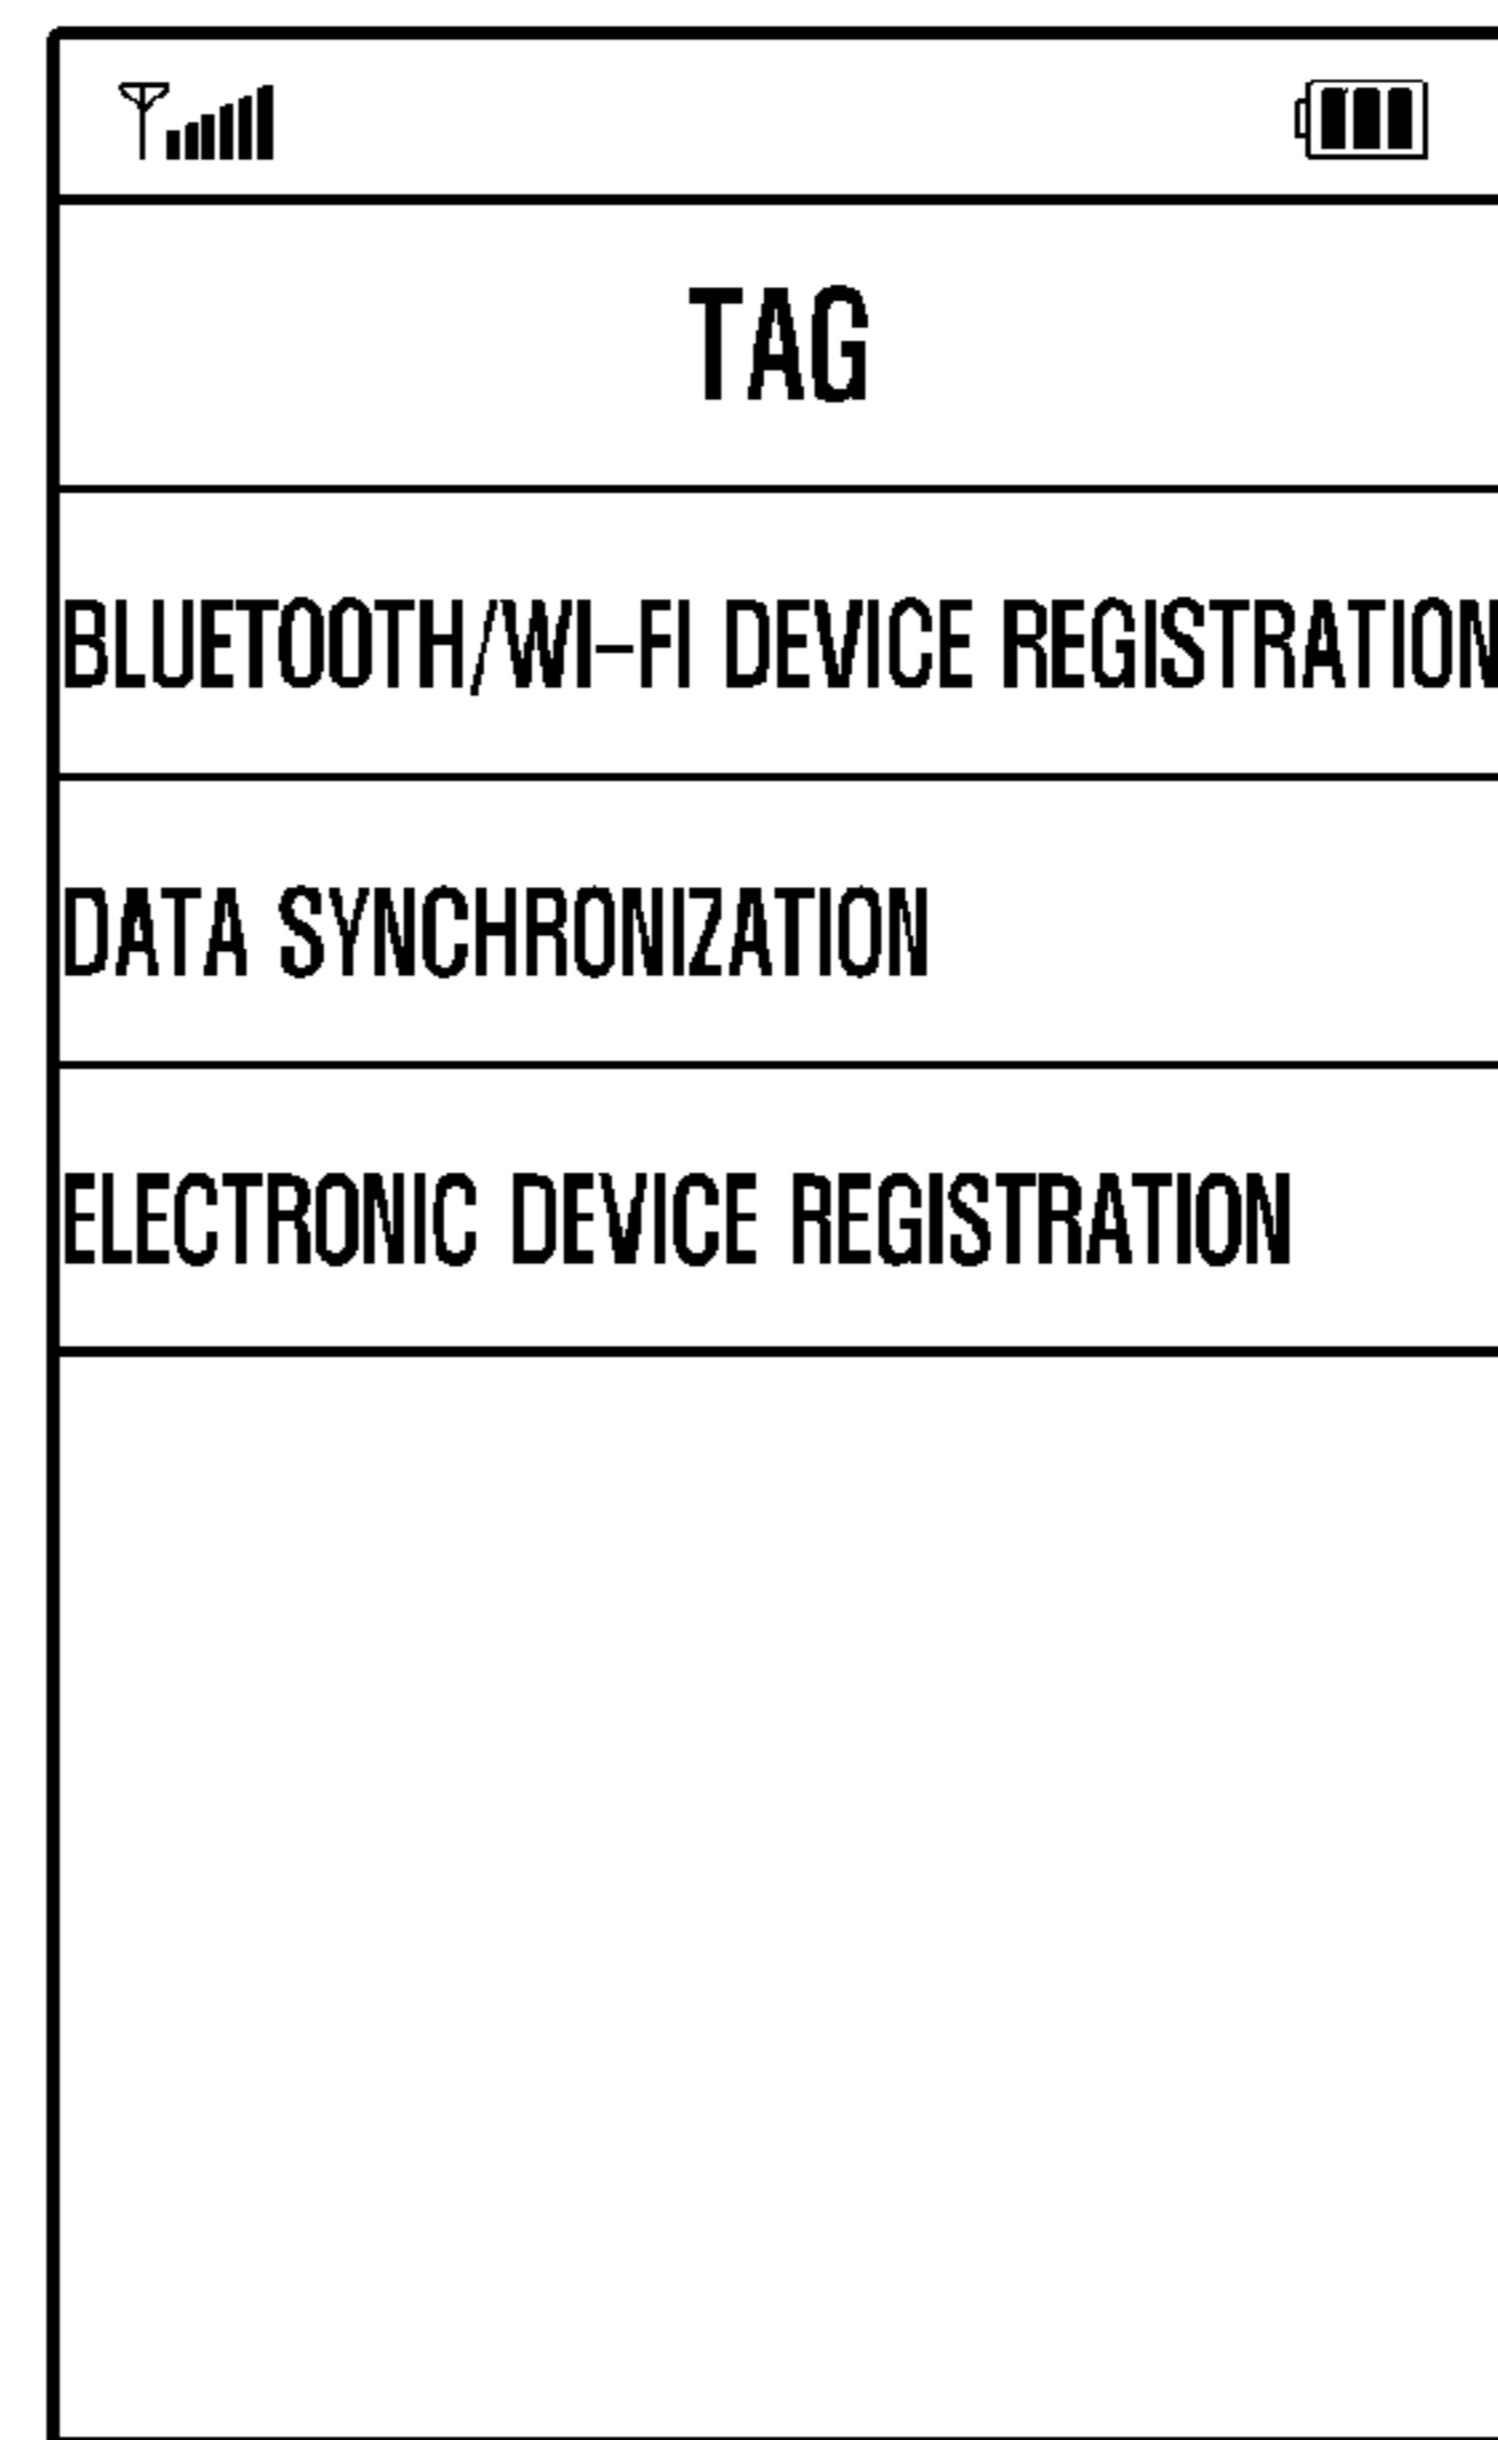 TAG
BLUETOOTH/WI-FI DEVICE REGISTRATION
DATA SYNCHRONIZATION
ELECTRONIC DEVICE REGISTRATION